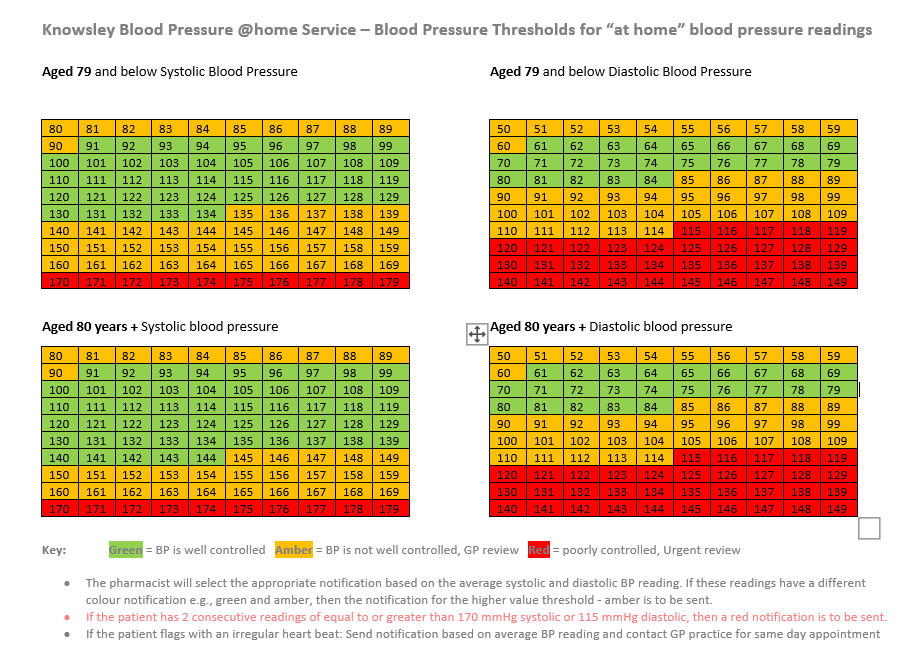 Knowsley Blood Pressure @home Service – Blood Pressure Thresholds for “at home” blood pressure readings
Aged 79 and below Systolic Blood Pressure
80 81 82 83 84 85 86 87 88 89
90 91 92 93 94 95 96 97 98 99
100 101 102 103 104 105 106 107 108 109
110 111 112 113 114 115 116 117 118 119
120 121 122 123 124 125 126 127 128 129
130 131 132 133 134 135 136 137 138 139
140 141 142 143 144 145 146 147 148 149
150 151 152 153 154 155 156 157 158 159
160 161 162 163 164 165 166 167 168 169
170 171 172 173 174 175 176 177 178 179
Aged 79 and below Diastolic Blood Pressure
50 51 52 53 54 55 56 57 58 59
60 61 62 63 64 65 66 67 68 69
70 71 72 73 74 75 76 77 78 79
80 81 82 83 84 85 86 87 88 89
90 91 92 93 94 95 96 97 98 99
100 101 102 103 104 105 106 107 108 109
110 111 112 113 114 115 116 117 118 119
120 121 122 123 124 125 126 127 128 129
130 131 132 133 134 135 136 137 138 139
140 141 142 143 144 145 146 147 148 149
Aged 80 years + Systolic blood pressure
80 81 82 83 84 85 86 87 88 89
90 91 92 93 94 95 96 97 98 99
100 101 102 103 104 105 106 107 108 109
110 111 112 113 114 115 116 117 118 119
120 121 122 123 124 125 126 127 128 129
130 131 132 133 134 135 136 137 138 139
140 141 142 143 144 145 146 147 148 149
150 151 152 153 154 155 156 157 158 159
160 161 162 163 164 165 166 167 168 169
170 171 172 173 174 175 176 177 178 179
Aged 80 years + Diastolic blood pressure
50 51 52 53 54 55 56 57 58 59
60 61 62 63 64 65 66 67 68 69
70 71 72 73 74 75 76 77 78 79
80 81 82 83 84 85 86 87 88 89
90 91 92 93 94 95 96 97 98 99
100 101 102 103 104 105 106 107 108 109
110 111 112 113 114 115 116 117 118 119
120 121 122 123 124 125 126 127 128 129
130 131 132 133 134 135 136 137 138 139
140 141 142 143 144 145 146 147 148 149
Key: Green = BP is well controlled Amber = BP is not well controlled, GP review Red = poorly controlled, Urgent review
• The pharmacist will select the appropriate notification based on the average systolic and diastolic BP reading. If these readings have a different
colour notification e.g., green and amber, then the notification for the higher value threshold - amber is to be sent.
• If the patient has 2 consecutive readings of equal to or greater than 170 mmHg systolic or 115 mmHg diastolic, then a red notification is to be sent.
• If the patient flags with an irregular heart beat: Send notification based on average BP reading and contact GP practice for same day appointment